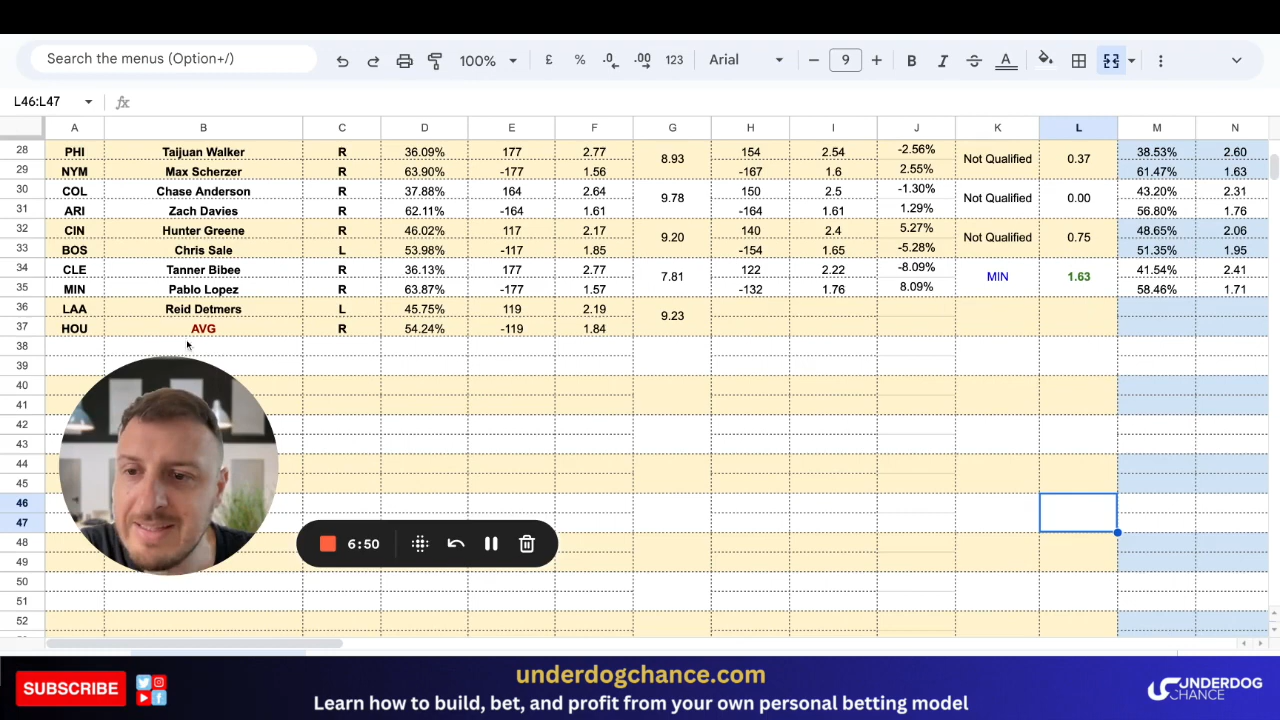 Search the menus (Option+/)
100%
£
%
.0
.00
123
Arial
9
B
I
S
A
L46:L47
fx
A B C D E F G H I J K L M N
28 PHI Taijuan Walker R 36.09% 177 2.77 8.93 154 2.54 -2.56% Not Qualified 0.37 38.53% 2.60
29 NYM Max Scherzer R 63.90% -177 1.56 -167 1.6 2.55% 61.47% 1.63
30 COL Chase Anderson R 37.88% 164 2.64 9.78 150 2.5 -1.30% Not Qualified 0.00 43.20% 2.31
31 ARI Zach Davies R 62.11% -164 1.61 -164 1.61 1.29% 56.80% 1.76
32 CIN Hunter Greene R 46.02% 117 2.17 9.20 140 2.4 5.27% Not Qualified 0.75 48.65% 2.06
33 BOS Chris Sale L 53.98% -117 1.85 -154 1.65 -5.28% 51.35% 1.95
34 CLE Tanner Bibee R 36.13% 177 2.77 7.81 122 2.22 -8.09% MIN 1.63 41.54% 2.41
35 MIN Pablo Lopez R 63.87% -177 1.57 -132 1.76 8.09% 58.46% 1.71
36 LAA Reid Detmers L 45.75% 119 2.19 9.23
37 HOU AVG R 54.24% -119 1.84
38
39
40
41
42
43
44
45
46
47
48
49
50
51
52
6:50
SUBSCRIBE
underdogchance.com
Learn how to build, bet, and profit from your own personal betting model
UNDERDOG
CHANCE